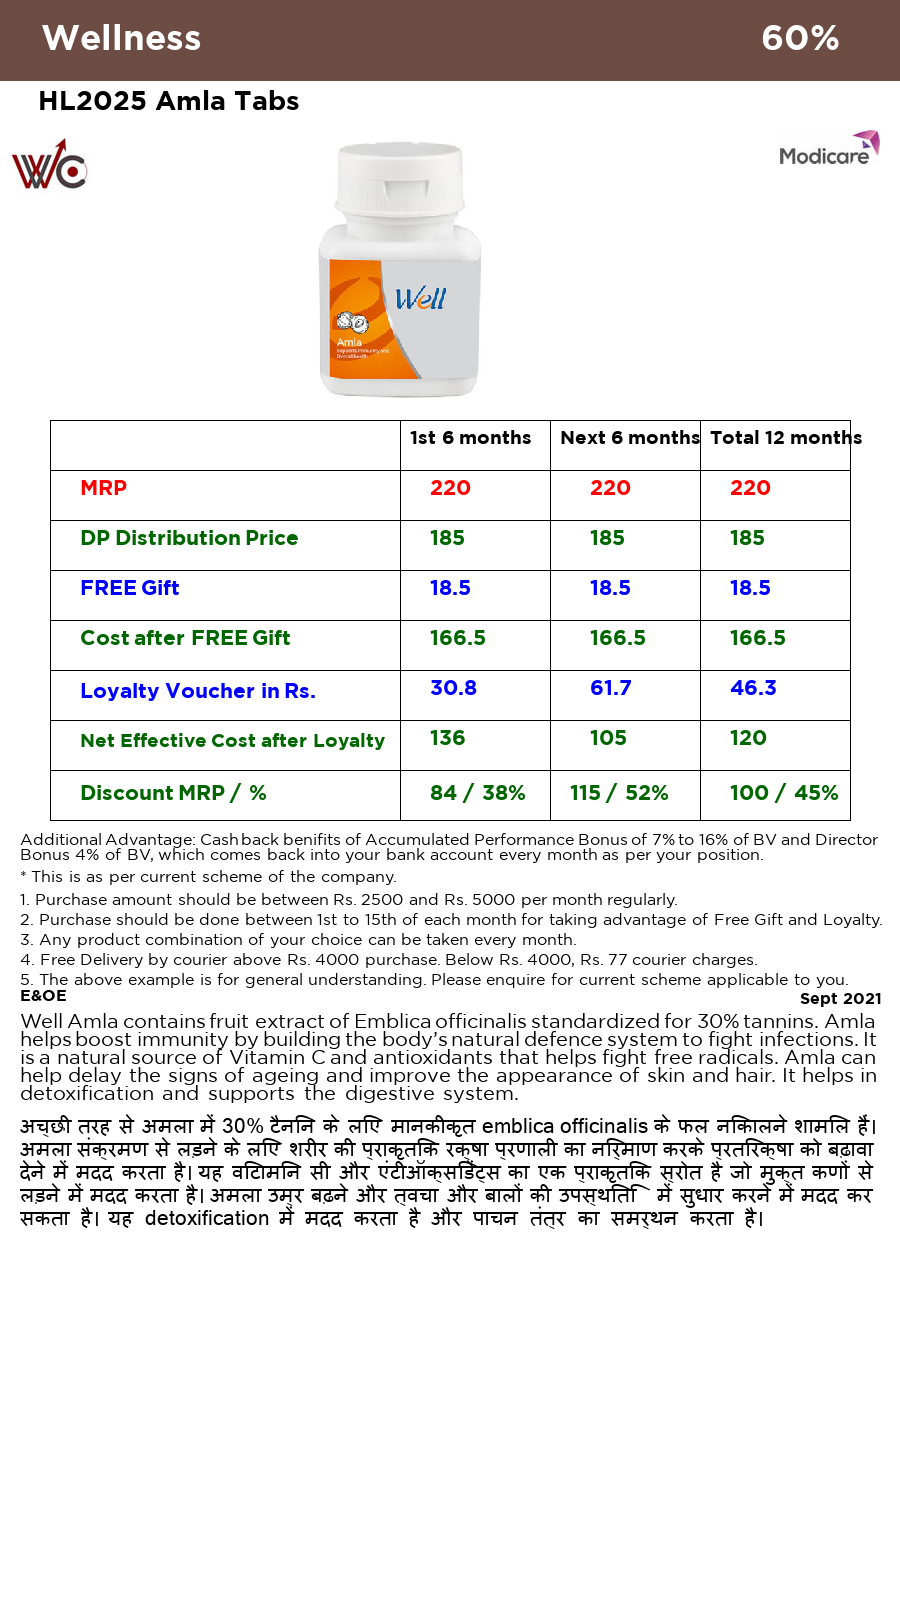 Wellness 60%
HL2025 Amla Tabs
WC
Modicare
Well
Amla
Supports Immunity and
Overall health
1st 6 months Next 6 months Total 12 months
MRP 220 220 220
DP Distribution Price 185 185 185
FREE Gift 18.5 18.5 18.5
Cost after FREE Gift 166.5 166.5 166.5
Loyalty Voucher in Rs. 30.8 61.7 46.3
Net Effective Cost after Loyalty 136 105 120
Discount MRP / % 84 / 38% 115 / 52% 100 / 45%
Additional Advantage: Cash back benifits of Accumulated Performance Bonus of 7% to 16% of BV and Director
Bonus 4% of BV, which comes back into your bank account every month as per your position.
* This is as per current scheme of the company.
1. Purchase amount should be between Rs. 2500 and Rs. 5000 per month regularly.
2. Purchase should be done between 1st to 15th of each month for taking advantage of Free Gift and Loyalty.
3. Any product combination of your choice can be taken every month.
4. Free Delivery by courier above Rs. 4000 purchase. Below Rs. 4000, Rs. 77 courier charges.
5. The above example is for general understanding. Please enquire for current scheme applicable to you.
E&OE Sept 2021
Well Amla contains fruit extract of Emblica officinalis standardized for 30% tannins. Amla
helps boost immunity by building the body's natural defence system to fight infections. It
is a natural source of Vitamin C and antioxidants that helps fight free radicals. Amla can
help delay the signs of ageing and improve the appearance of skin and hair. It helps in
detoxification and supports the digestive system.
अच्छी तरह से अमला में 30% टैनिन के लिए मानकीकृत emblica officinalis के फल निकालने शामिल हैं।
अमला संक्रमण से लड़ने के लिए शरीर की प्राकृतिक रक्षा प्रणाली का निर्माण करके प्रतिरक्षा को बढ़ावा
देने में मदद करता है। यह विटामिन सी और एंटीऑक्सिडेंट्स का एक प्राकृतिक स्रोत है जो मुक्त कणों से
लड़ने में मदद करता है। अमला उम्र बढ़ने और त्वचा और बालों की उपस्थिति में सुधार करने में मदद कर
सकता है। यह detoxification में मदद करता है और पाचन तंत्र का समर्थन करता है।